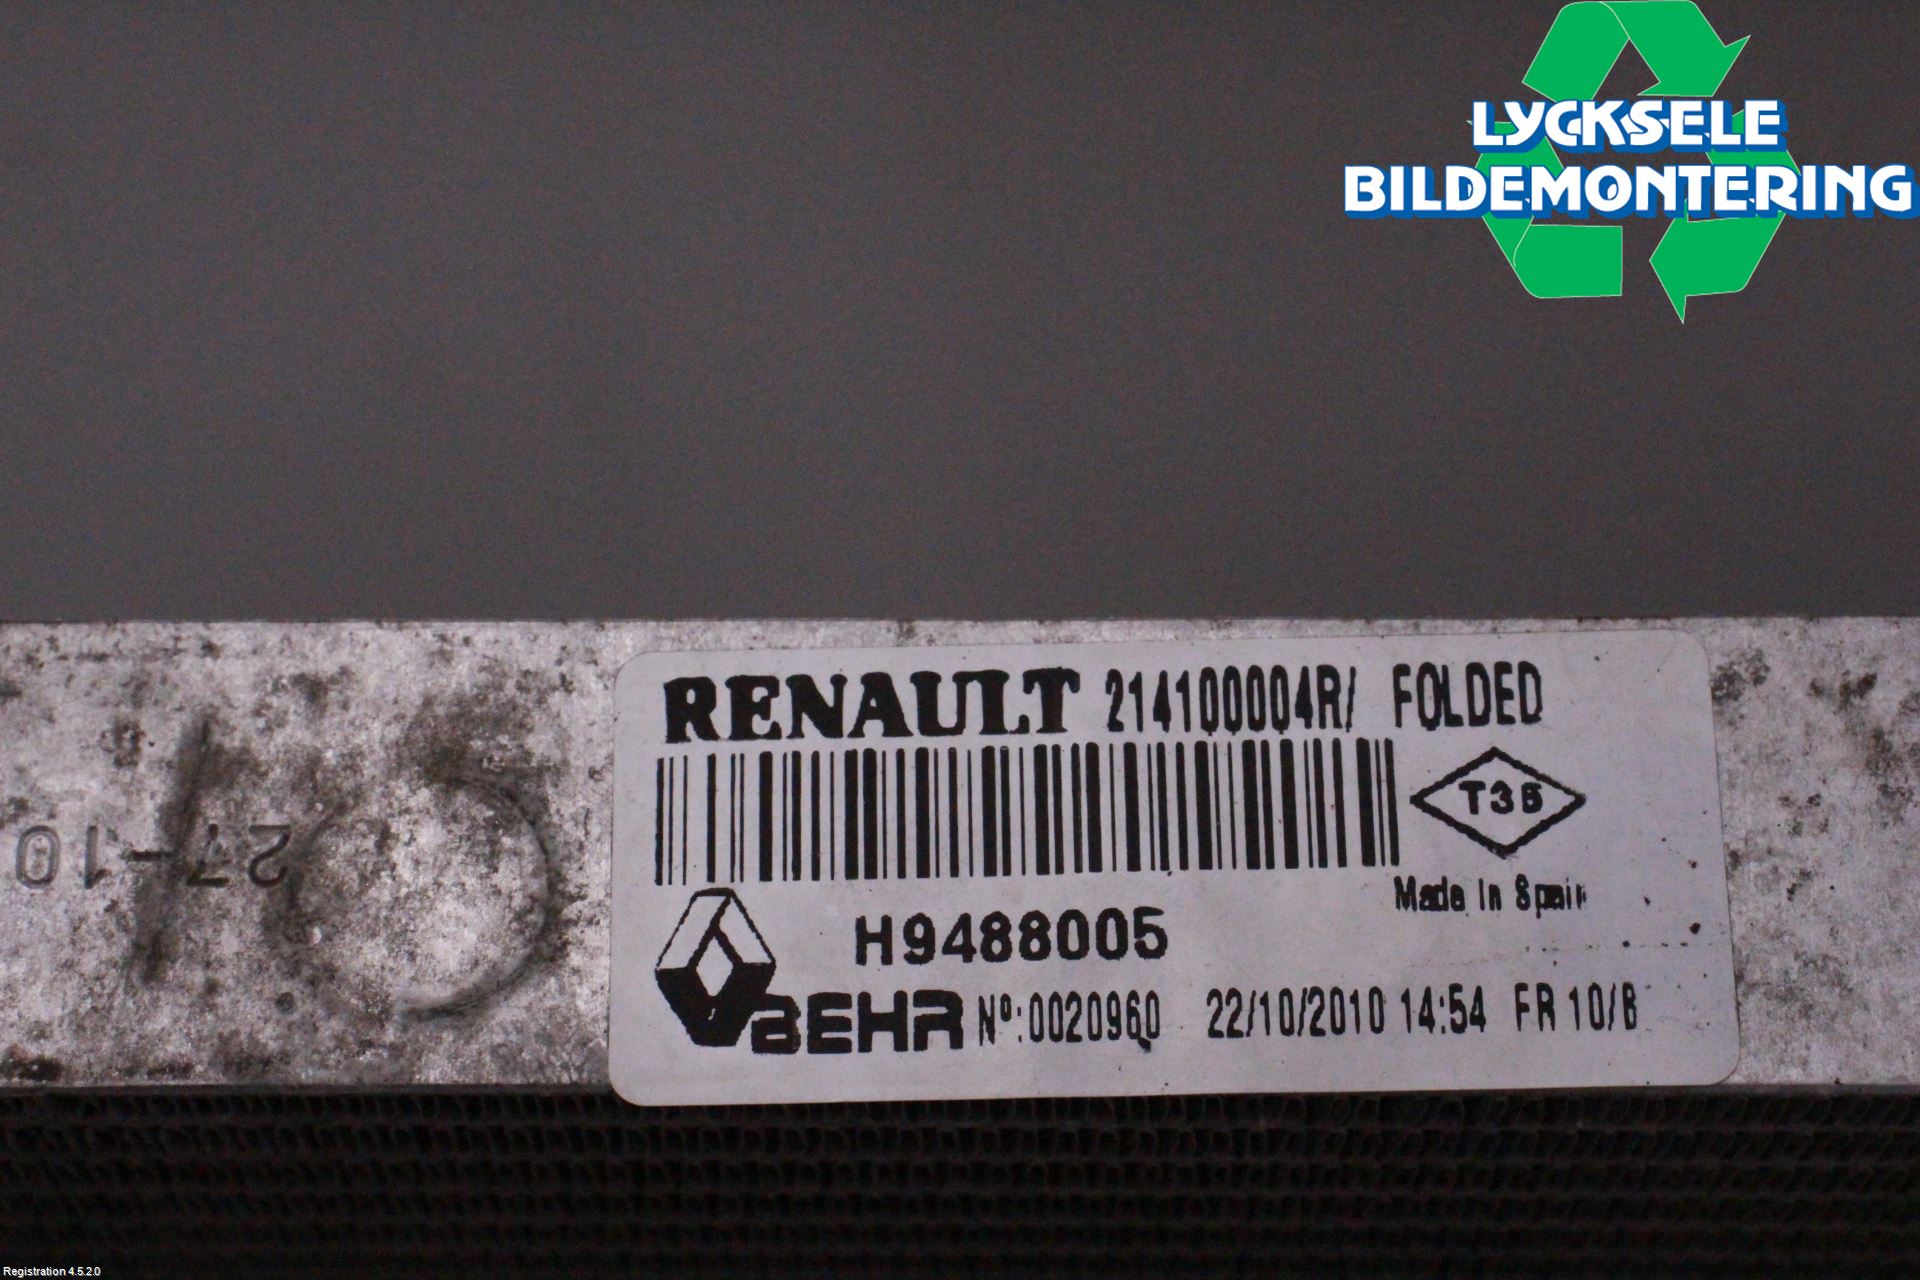 LYCKSELE
BILDEMONTERING
RENAULT 214100004R/ FOLDED
T35
Made In Spain
H9488005
BEHR Nº:0020960 22/10/2010 14:54 FR 10/B
27-10
Registration 4.5.2.0